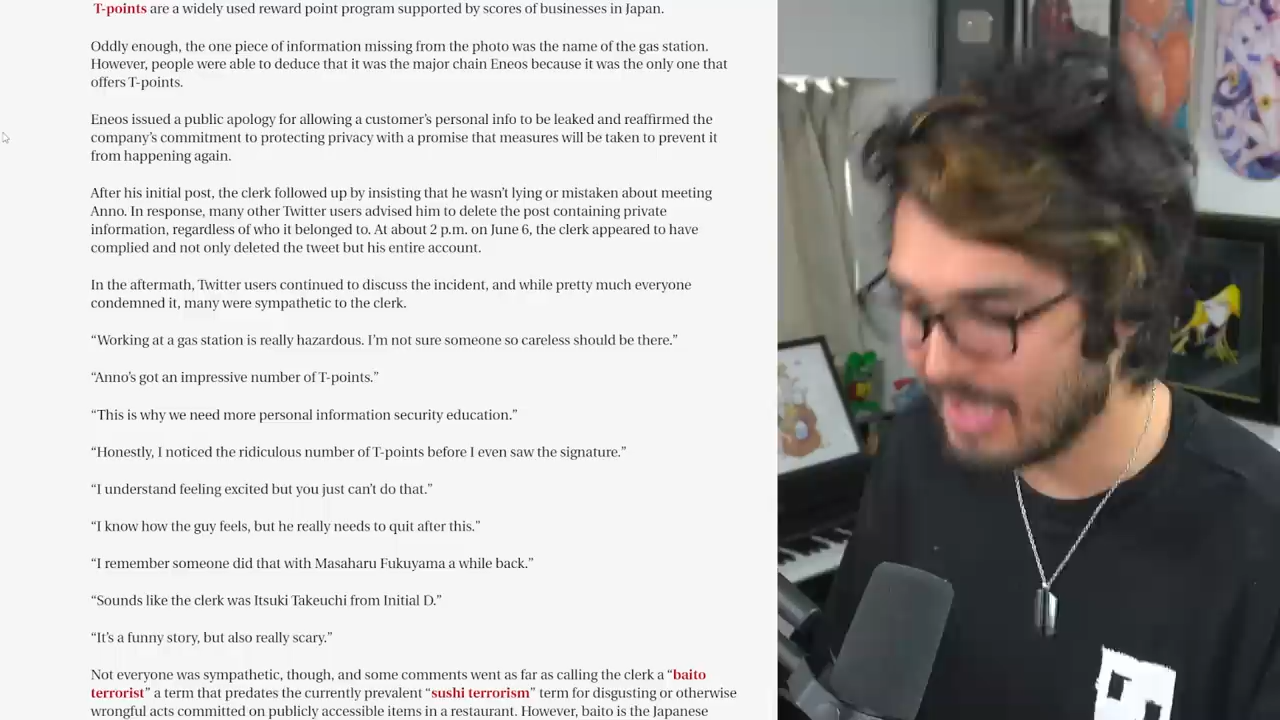 T-points are a widely used reward point program supported by scores of businesses in Japan.
Oddly enough, the one piece of information missing from the photo was the name of the gas station.
However, people were able to deduce that it was the major chain Eneos because it was the only one that
offers T-points.
Eneos issued a public apology for allowing a customer’s personal info to be leaked and reaffirmed the
company’s commitment to protecting privacy with a promise that measures will be taken to prevent it
from happening again.
After his initial post, the clerk followed up by insisting that he wasn’t lying or mistaken about meeting
Anno. In response, many other Twitter users advised him to delete the post containing private
information, regardless of who it belonged to. At about 2 p.m. on June 6, the clerk appeared to have
complied and not only deleted the tweet but his entire account.
In the aftermath, Twitter users continued to discuss the incident, and while pretty much everyone
condemned it, many were sympathetic to the clerk.
“Working at a gas station is really hazardous. I’m not sure someone so careless should be there.”
“Anno’s got an impressive number of T-points.”
“This is why we need more personal information security education.”
“Honestly, I noticed the ridiculous number of T-points before I even saw the signature.”
“I understand feeling excited but you just can’t do that.”
“I know how the guy feels, but he really needs to quit after this.”
“I remember someone did that with Masaharu Fukuyama a while back.”
“Sounds like the clerk was Itsuki Takeuchi from Initial D.”
“It’s a funny story, but also really scary.”
Not everyone was sympathetic, though, and some comments went as far as calling the clerk a “baito
terrorist” a term that predates the currently prevalent “sushi terrorism” term for disgusting or otherwise
wrongful acts committed on publicly accessible items in a restaurant. However, baito is the Japanese